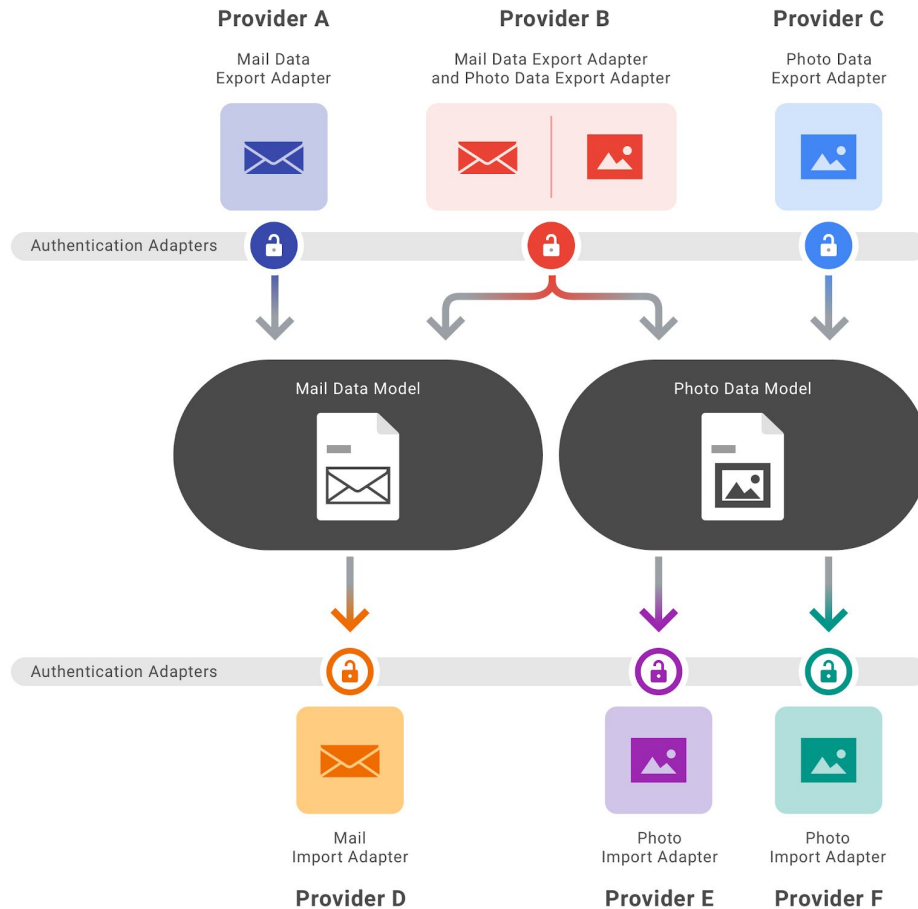 Provider A
Provider B
Provider C
Mail Data
Export Adapter
Mail Data Export Adapter
and Photo Data Export Adapter
Photo Data
Export Adapter
Authentication Adapters
Mail Data Model
Photo Data Model
Authentication Adapters
Mail
Import Adapter
Photo
Import Adapter
Photo
Import Adapter
Provider D
Provider E
Provider F